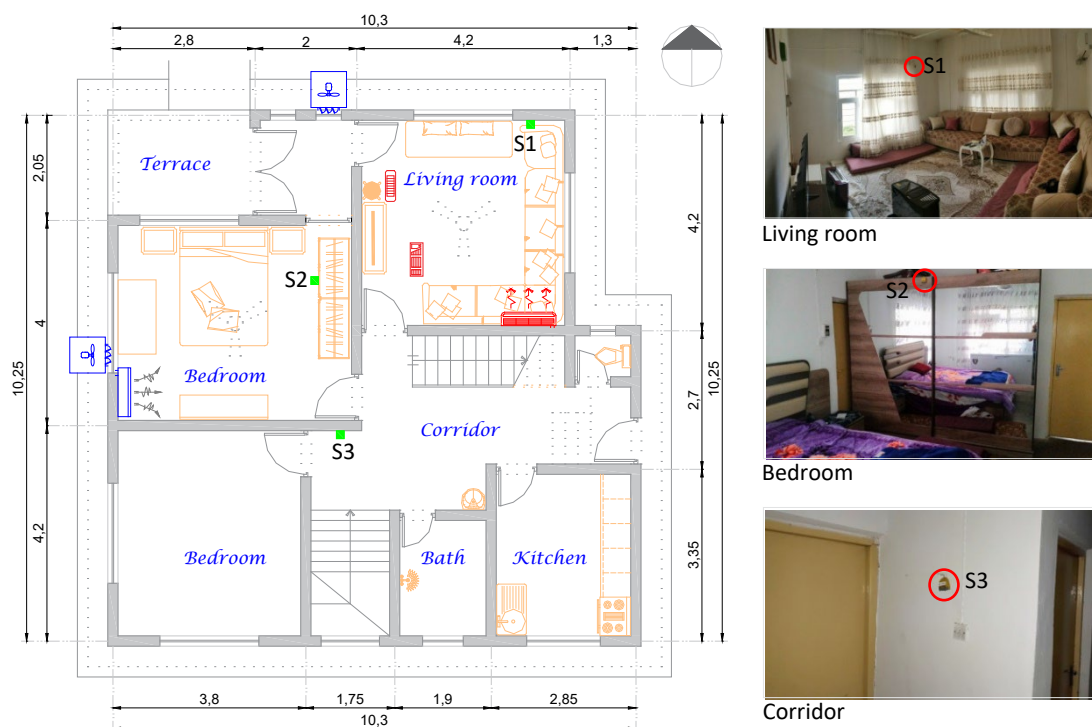 10,3
2,8
2
4,2
1,3
S1
Living room
2,05
Terrace
S1
Living room
4,2
S2
4
Bedroom
10,25
10,25
S2
Bedroom
2,7
Corridor
S3
4,2
Bedroom
Bath
Kitchen
3,35
S3
Corridor
3,8
1,75
1,9
2,85
10,3